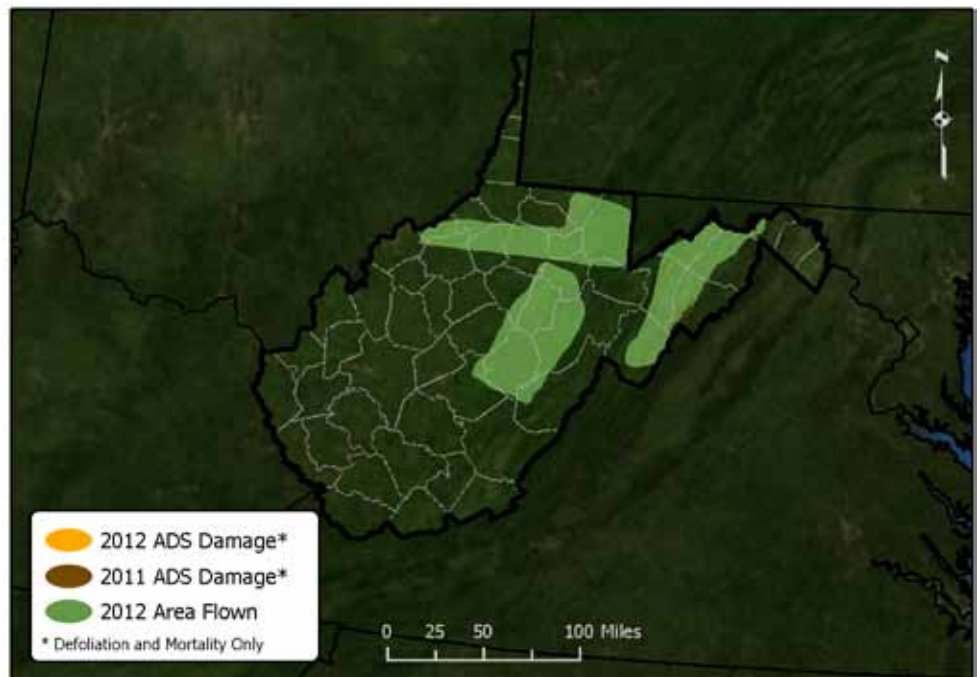 N
2012 ADS Damage*
2011 ADS Damage*
2012 Area Flown
* Defoliation and Mortality Only
0 25 50 100 Miles